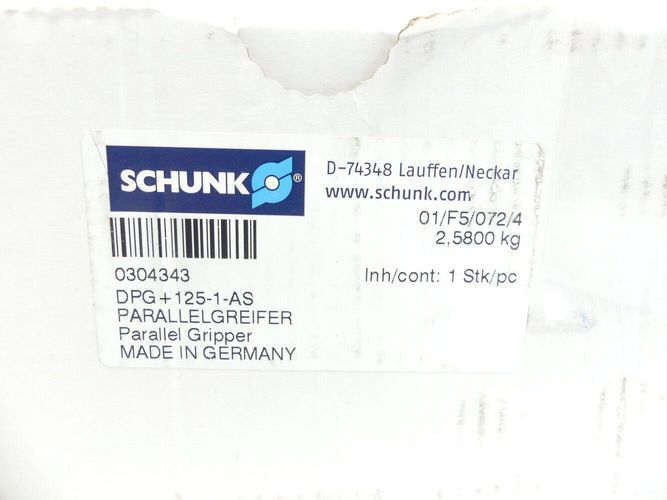 SCHUNK ®
D-74348 Lauffen/Neckar
www.schunk.com
01/F5/072/4
2,5800 kg
0304343
Inh/cont: 1 Stk/pc
DPG+125-1-AS
PARALLELGREIFER
Parallel Gripper
MADE IN GERMANY